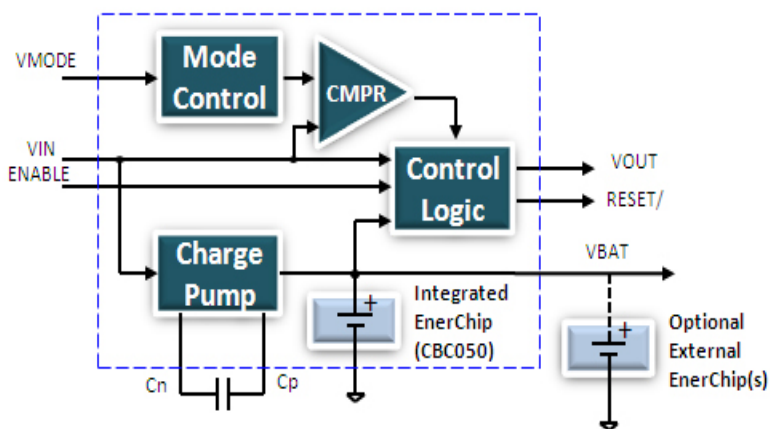 VMODE
Mode
Control
CMPR
VIN
ENABLE
Control
Logic
VOUT
RESET/
Charge
Pump
VBAT
+
Integrated
EnerChip
(CBC050)
+
Optional
External
EnerChip(s)
Cn
Cp